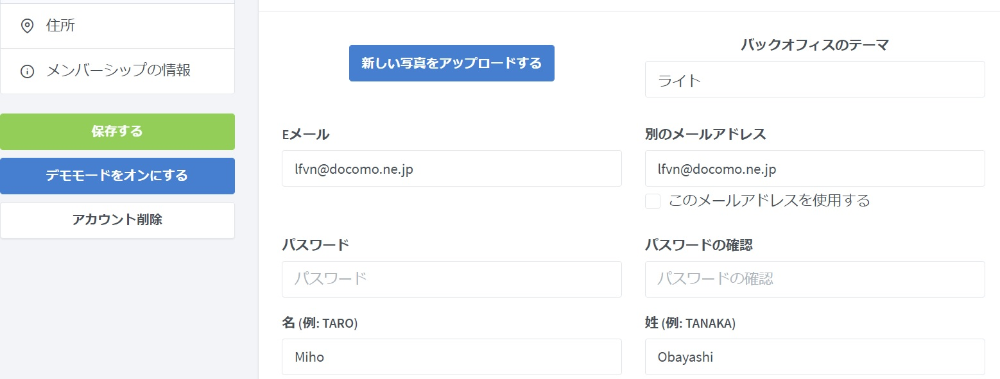 住所
メンバーシップの情報
保存する
デモモードをオンにする
アカウント削除
新しい写真をアップロードする
バックオフィスのテーマ
ライト
Eメール
lfvn@docomo.ne.jp
別のメールアドレス
lfvn@docomo.ne.jp
このメールアドレスを使用する
パスワード
パスワード
パスワードの確認
パスワードの確認
名 (例: TARO)
Miho
姓 (例: TANAKA)
Obayashi